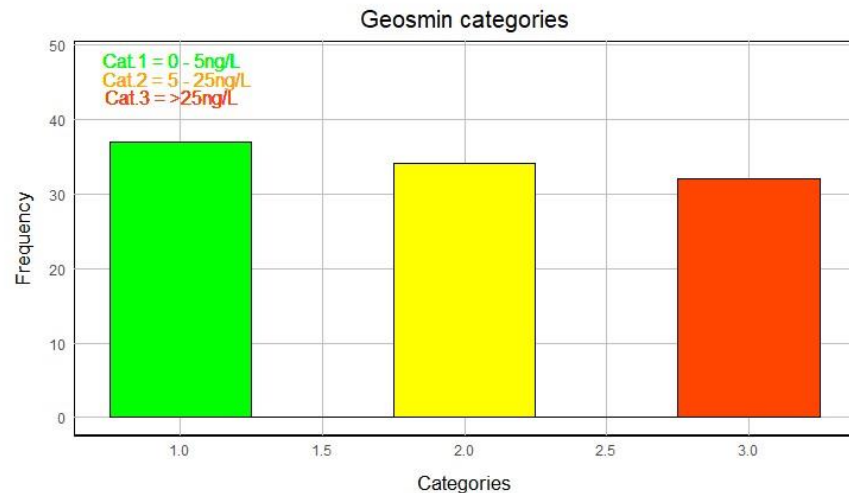 Geosmin categories
50
Cat.1 = 0 - 5ng/L
Cat.2 = 5 - 25ng/L
Cat.3 = >25ng/L
40
30
20
10
0
Frequency
1.0 1.5 2.0 2.5 3.0
Categories